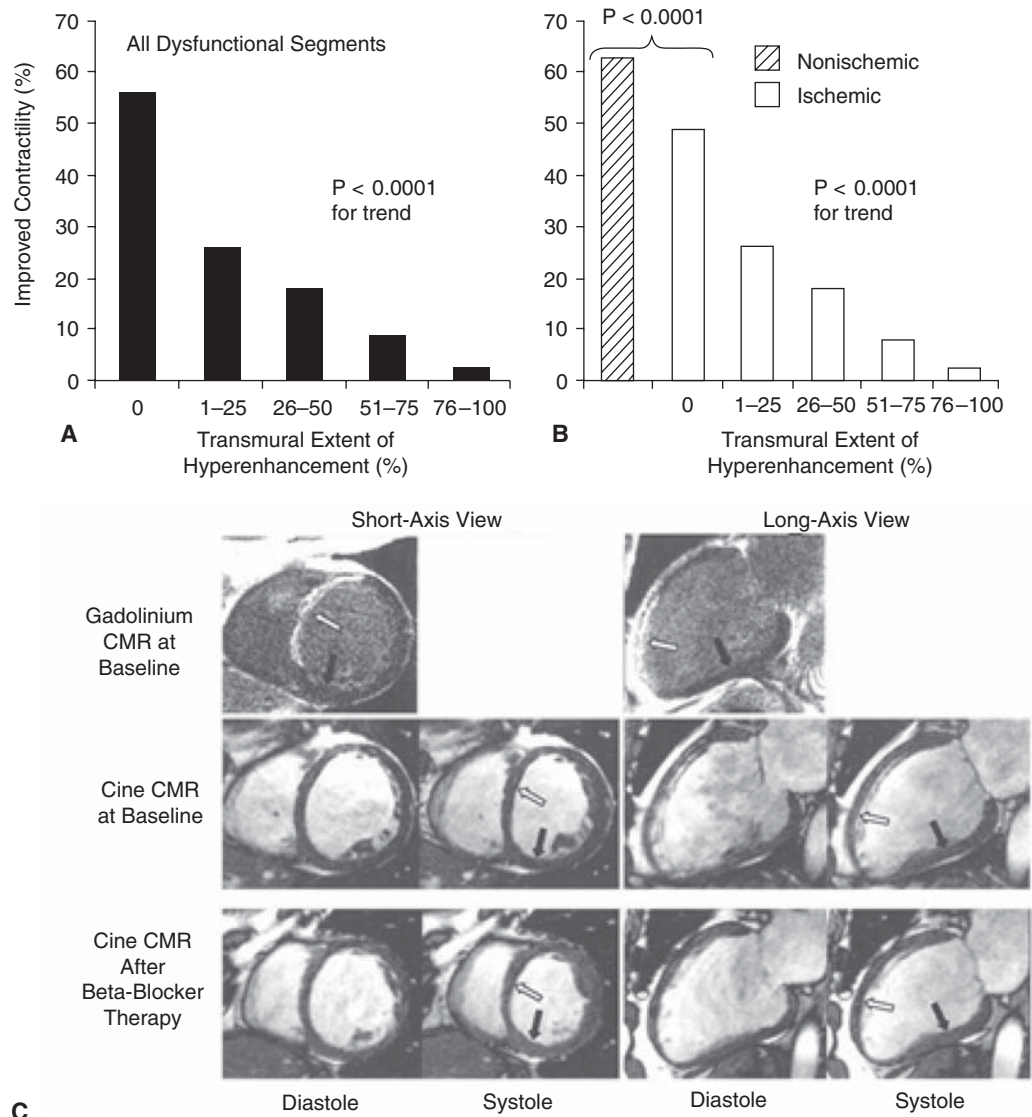 70
60
50
40
30
20
10
0
Improved Contractility (%)
All Dysfunctional Segments
P < 0.0001
for trend
0 1–25 26–50 51–75 76–100
A
Transmural Extent of
Hyperenhancement (%)
70
60
50
40
30
20
10
0
P < 0.0001
Nonischemic
Ischemic
P < 0.0001
for trend
0 1–25 26–50 51–75 76–100
B
Transmural Extent of
Hyperenhancement (%)
Short-Axis View
Long-Axis View
Gadolinium
CMR at
Baseline
Cine CMR
at Baseline
Cine CMR
After
Beta-Blocker
Therapy
C
Diastole
Systole
Diastole
Systole